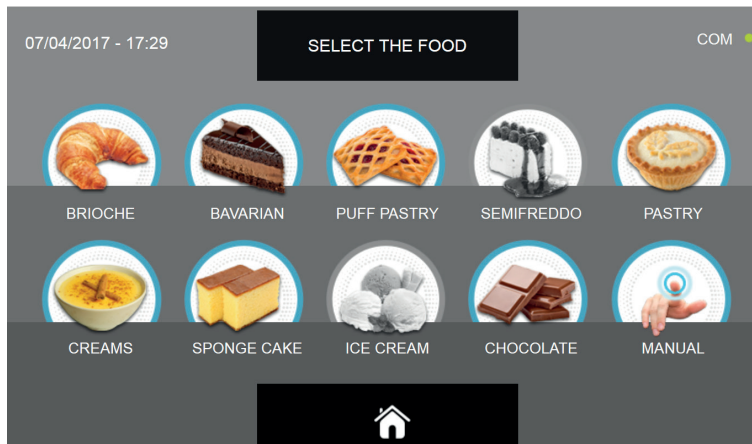 07/04/2017 - 17:29
SELECT THE FOOD
COM
BRIOCHE
BAVARIAN
PUFF PASTRY
SEMIFREDDO
PASTRY
CREAMS
SPONGE CAKE
ICE CREAM
CHOCOLATE
MANUAL